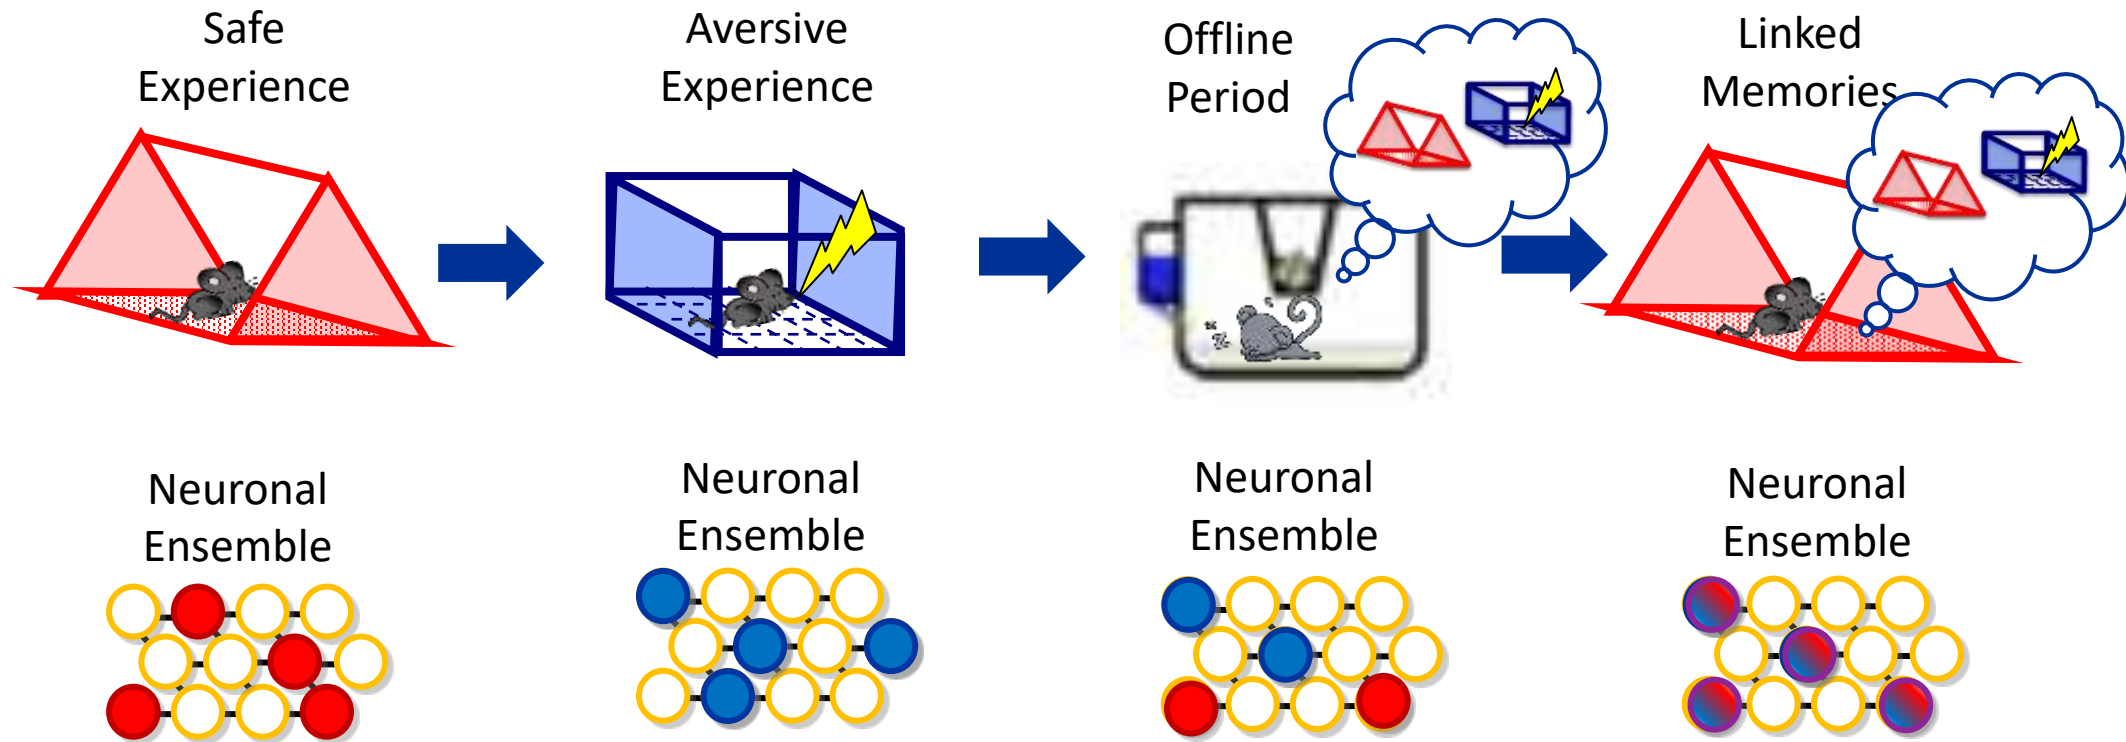 Safe
Experience
Aversive
Experience
Offline
Period
Linked
Memories
Neuronal
Ensemble
Neuronal
Ensemble
Neuronal
Ensemble
Neuronal
Ensemble